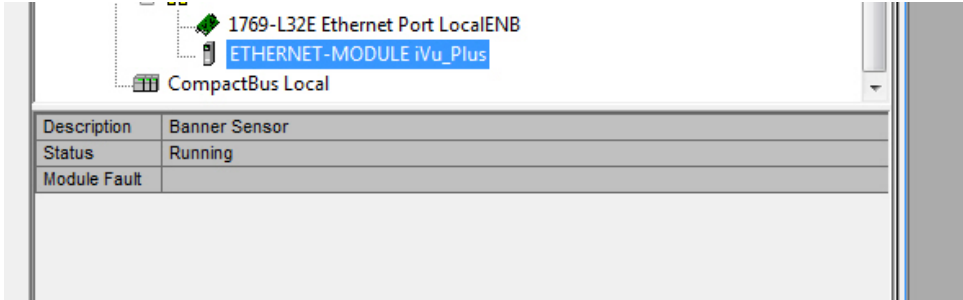 1769-L32E Ethernet Port LocalENB
ETHERNET-MODULE iVu_Plus
CompactBus Local
Description Banner Sensor
Status Running
Module Fault